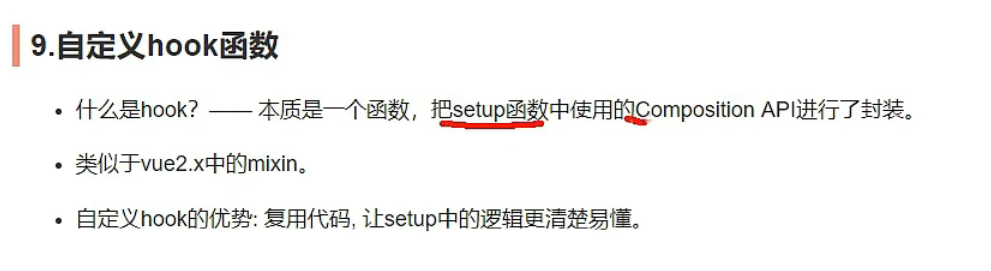 9.自定义hook函数
什么是hook？—— 本质是一个函数，把setup函数中使用的Composition API进行了封装。
类似于vue2.x中的mixin。
自定义hook的优势: 复用代码, 让setup中的逻辑更清楚易懂。